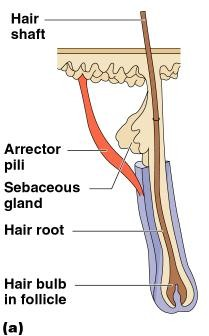 Hair
shaft
Arrector
pili
Sebaceous
gland
Hair root
Hair bulb
in follicle
(a)